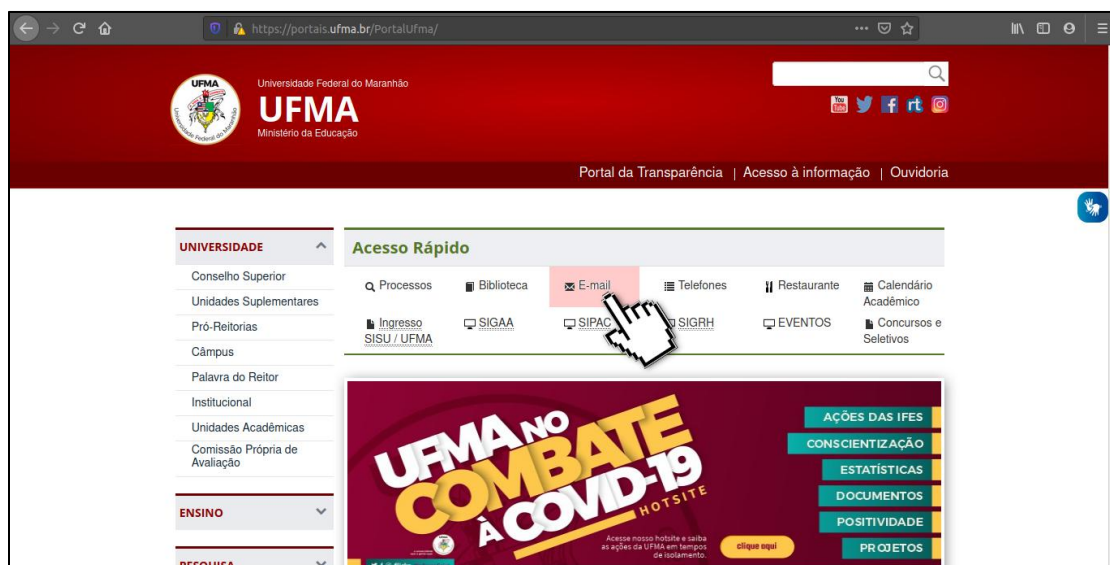 https://portais.ufma.br/PortalUfma/
UFMA
Universidade Federal do Maranhão
UFMA
Ministério da Educação
Portal da Transparência | Acesso à informação | Ouvidoria
UNIVERSIDADE
Conselho Superior
Unidades Suplementares
Pró-Reitorias
Câmpus
Palavra do Reitor
Institucional
Unidades Acadêmicas
Comissão Própria de
Avaliação
ENSINO
PESQUISA
Acesso Rápido
Processos
Biblioteca
E-mail
Telefones
Restaurante
Calendário
Acadêmico
Ingresso
SISU / UFMA
SIGAA
SIPAC
SIGRH
EVENTOS
Concursos e
Seletivos
UFMA NO
COMBATE
À COVID-19
HOTSITE
Acesse nosso hotsite e saiba
as ações da UFMA em tempos
de isolamento.
clique aqui
AÇÕES DAS IFES
CONSCIENTIZAÇÃO
ESTATÍSTICAS
DOCUMENTOS
POSITIVIDADE
PROJETOS